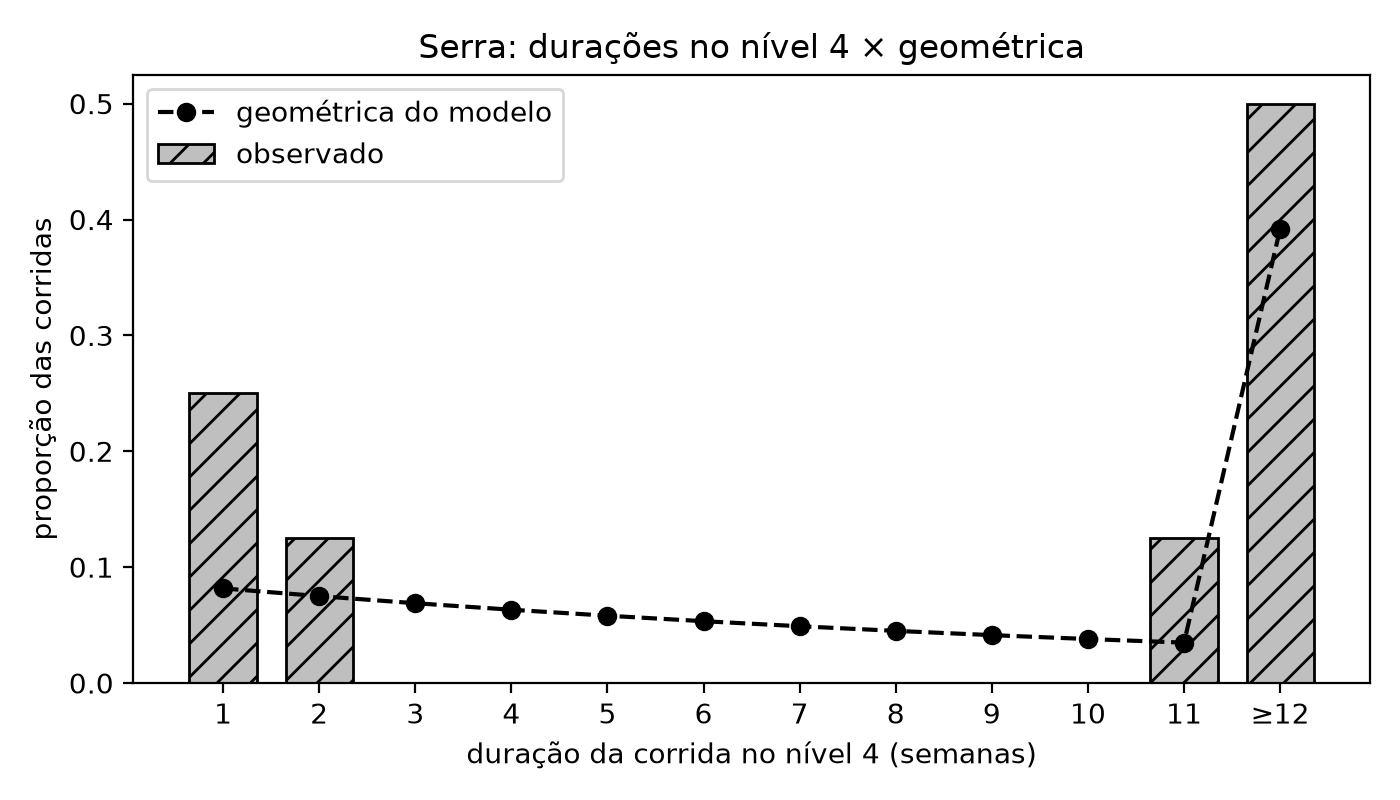 Serra: durações no nível 4 × geométrica
geométrica do modelo
observado
proporção das corridas
0.5
0.4
0.3
0.2
0.1
0.0
1 2 3 4 5 6 7 8 9 10 11 ≥12
duração da corrida no nível 4 (semanas)